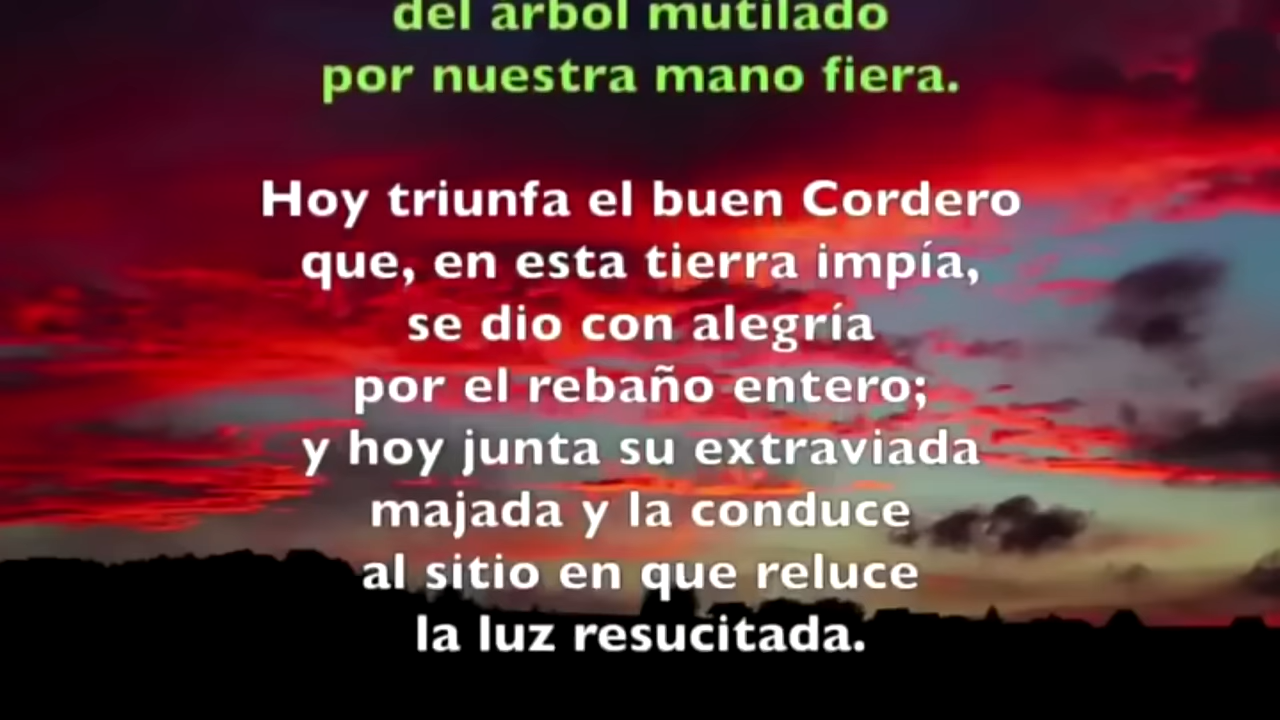 del árbol mutilado
por nuestra mano fiera.
Hoy triunfa el buen Cordero
que, en esta tierra impía,
se dio con alegría
por el rebaño entero;
y hoy junta su extraviada
majada y la conduce
al sitio en que reluce
la luz resucitada.